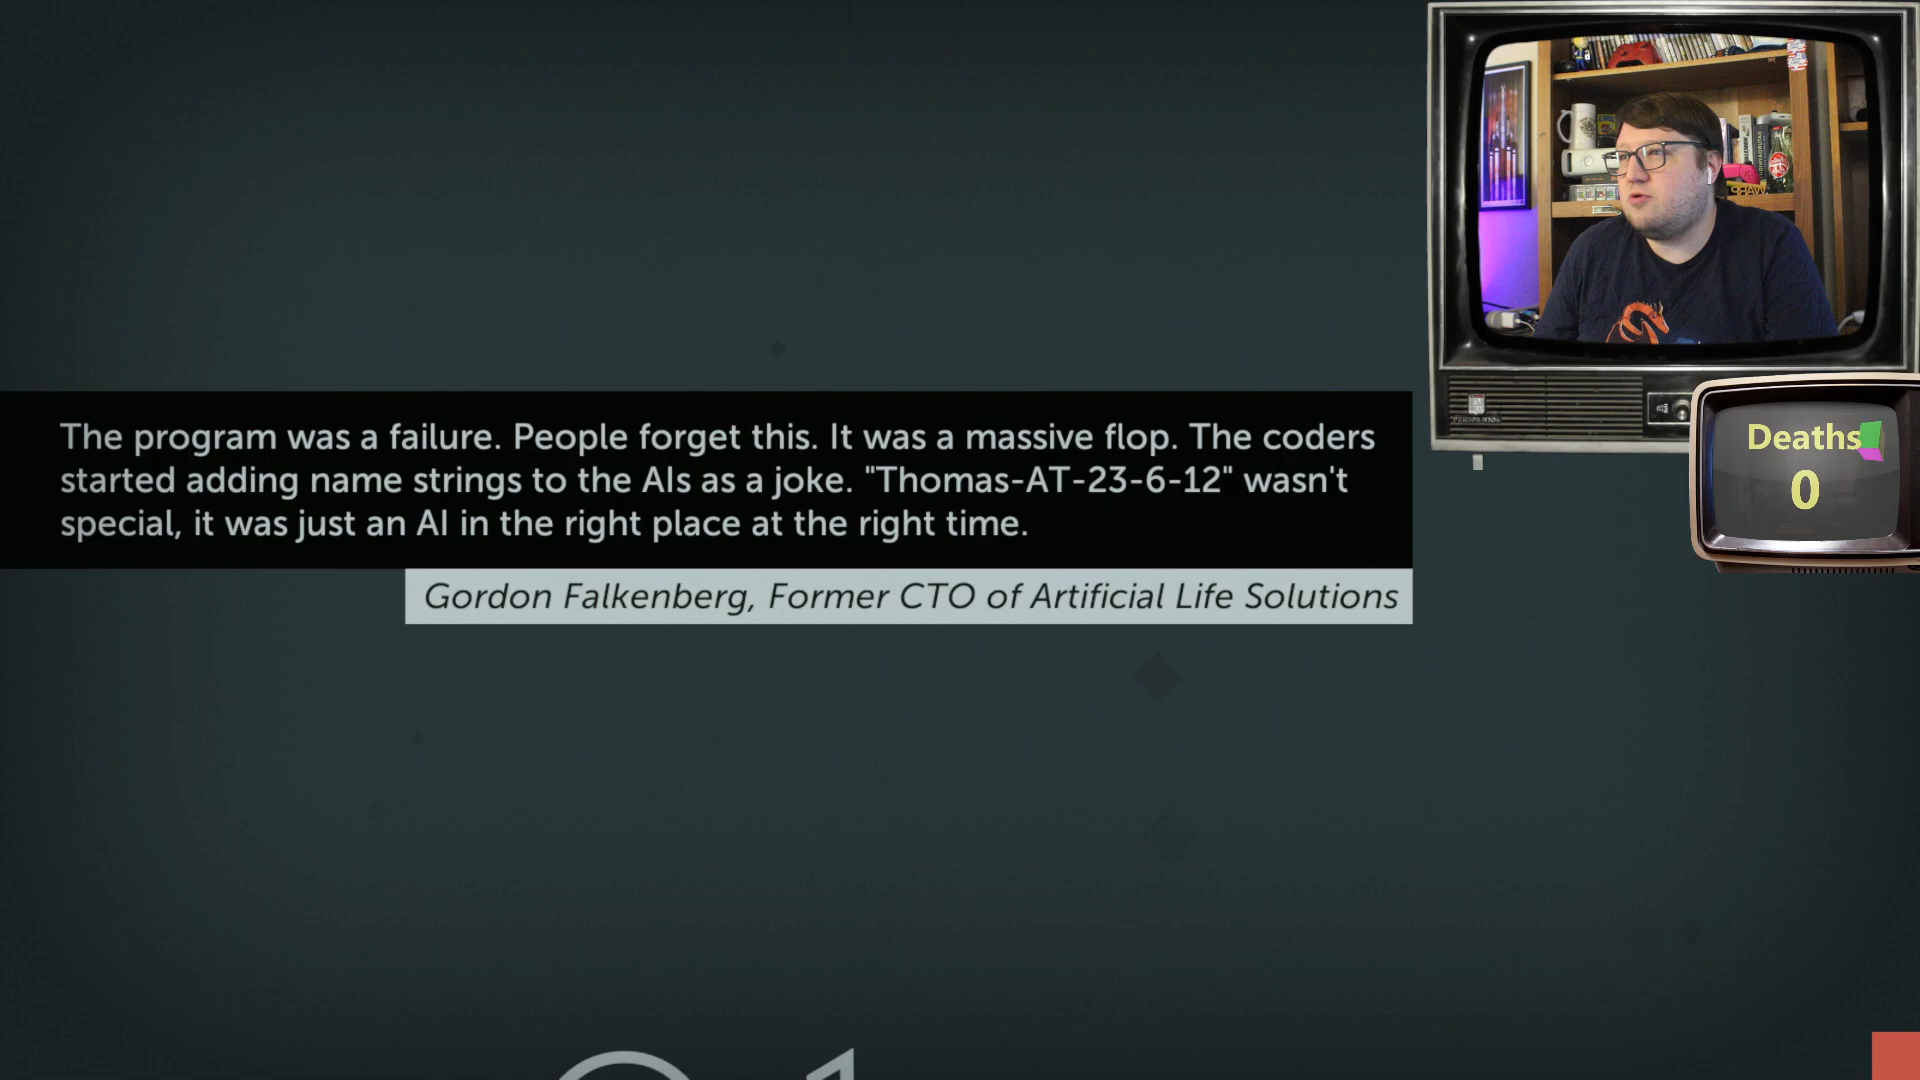 The program was a failure. People forget this. It was a massive flop. The coders
started adding name strings to the AIs as a joke. "Thomas-AT-23-6-12" wasn't
special, it was just an AI in the right place at the right time.
Gordon Falkenberg, Former CTO of Artificial Life Solutions
Deaths
0